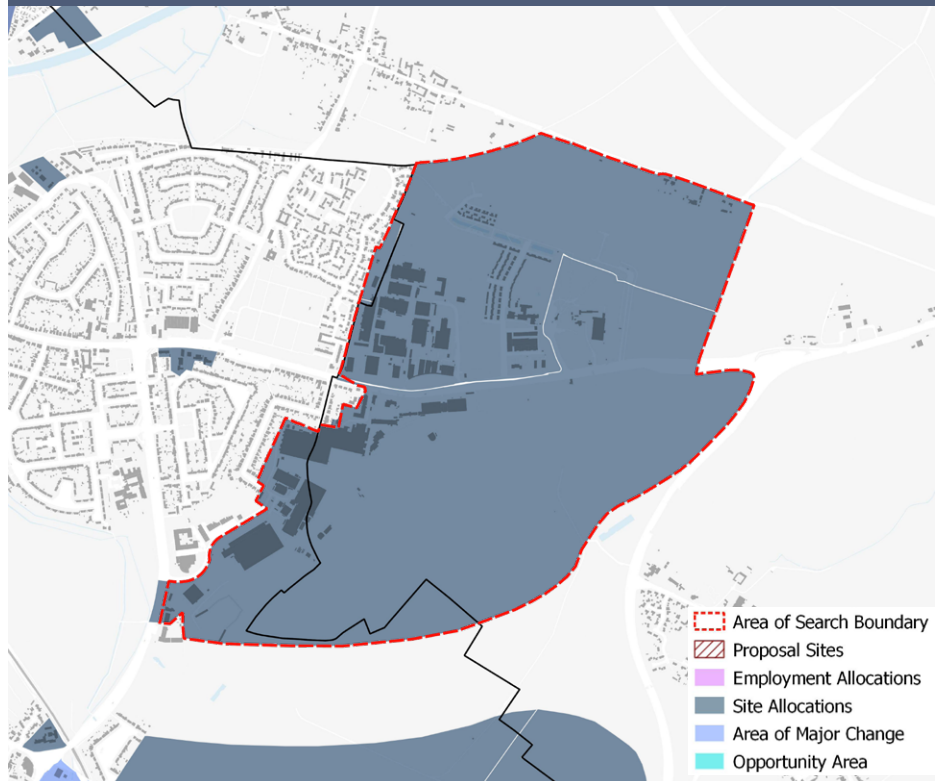 Area of Search Boundary
Proposal Sites
Employment Allocations
Site Allocations
Area of Major Change
Opportunity Area